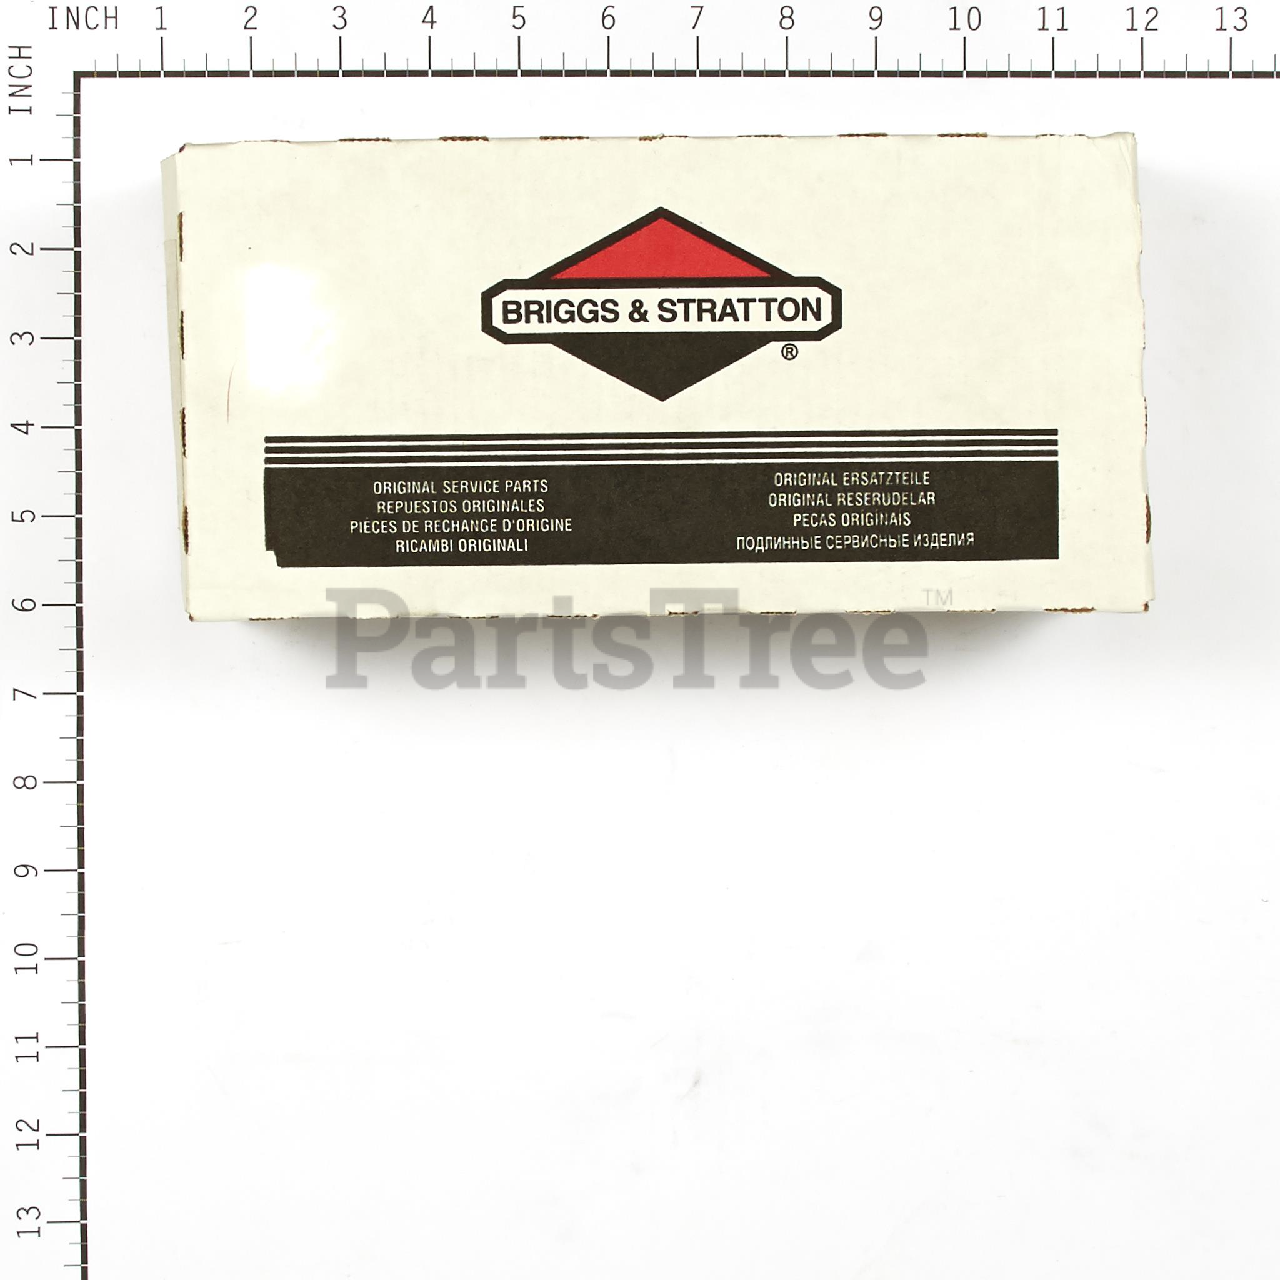 INCH 1 2 3 4 5 6 7 8 9 10 11 12 13
INCH
1
2
3
4
5
6
7
8
9
10
11
12
13
BRIGGS & STRATTON
®
ORIGINAL SERVICE PARTS
REPUESTOS ORIGINALES
PIÈCES DE RECHANGE D'ORIGINE
RICAMBI ORIGINALI
ORIGINAL ERSATZTEILE
ORIGINAL RESERUDELAR
PECAS ORIGINAIS
ПОДЛИННЫЕ СЕРВИСНЫЕ ИЗДЕЛИЯ
PartsTree™